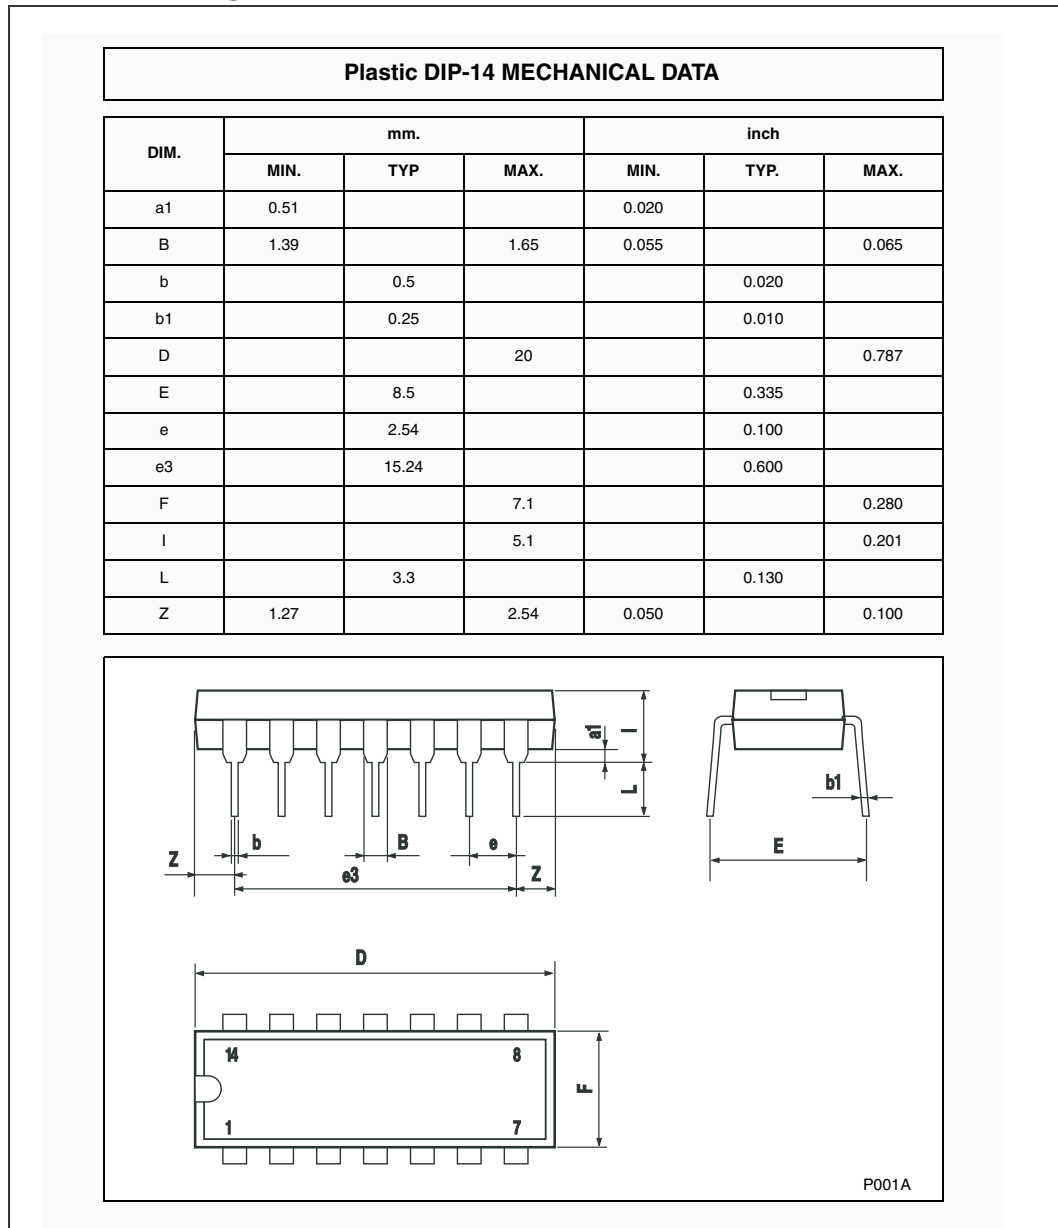 Plastic DIP-14 MECHANICAL DATA
DIM. mm. inch
MIN. TYP MAX. MIN. TYP. MAX.
a1 0.51 0.020
B 1.39 1.65 0.055 0.065
b 0.5 0.020
b1 0.25 0.010
D 20 0.787
E 8.5 0.335
e 2.54 0.100
e3 15.24 0.600
F 7.1 0.280
I 5.1 0.201
L 3.3 0.130
Z 1.27 2.54 0.050 0.100
a1 I
L
b1
Z b B e E
e3 Z
D
14 8
F
1 7
P001A